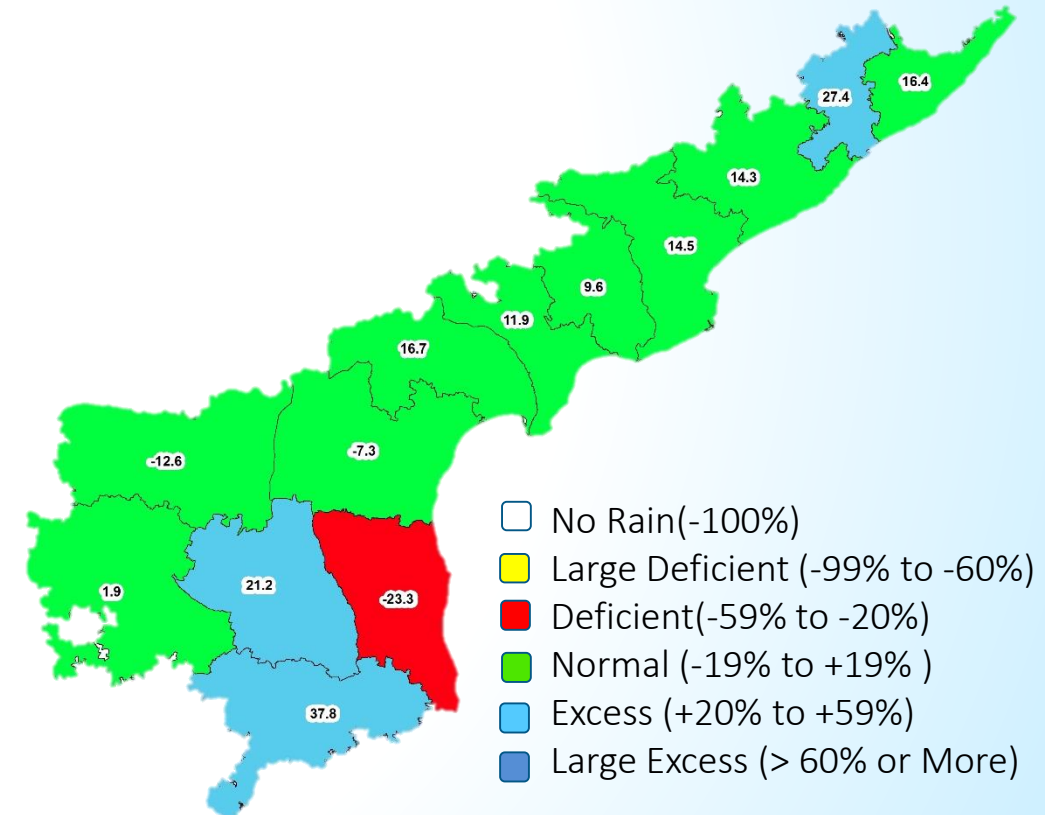 27.4
16.4
14.3
14.5
9.6
11.9
16.7
-7.3
-12.6
1.9
21.2
-23.3
37.8
No Rain(-100%)
Large Deficient (-99% to -60%)
Deficient(-59% to -20%)
Normal (-19% to +19% )
Excess (+20% to +59%)
Large Excess (> 60% or More)